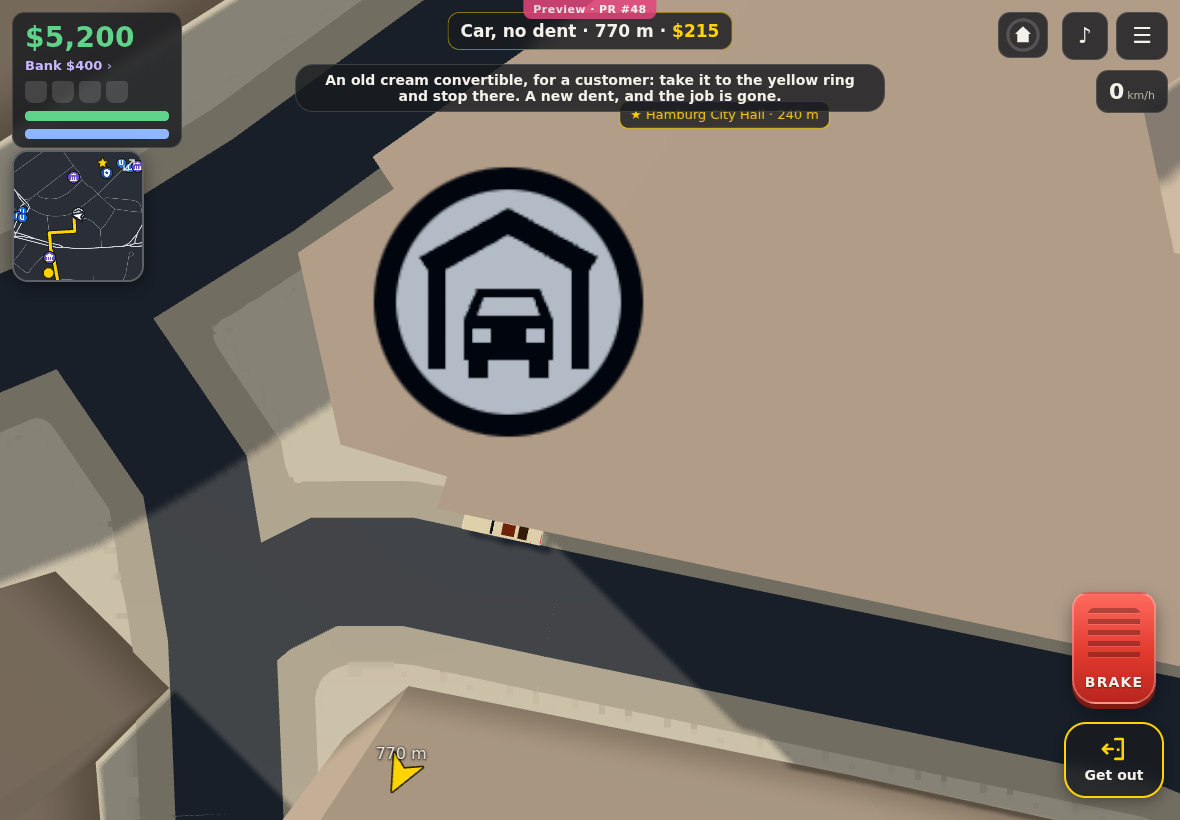 $5,200
Bank $400 ›
Preview · PR #48
Car, no dent · 770 m · $215
An old cream convertible, for a customer: take it to the yellow ring
and stop there. A new dent, and the job is gone.
★ Hamburg City Hall · 240 m
0 km/h
770 m
BRAKE
Get out